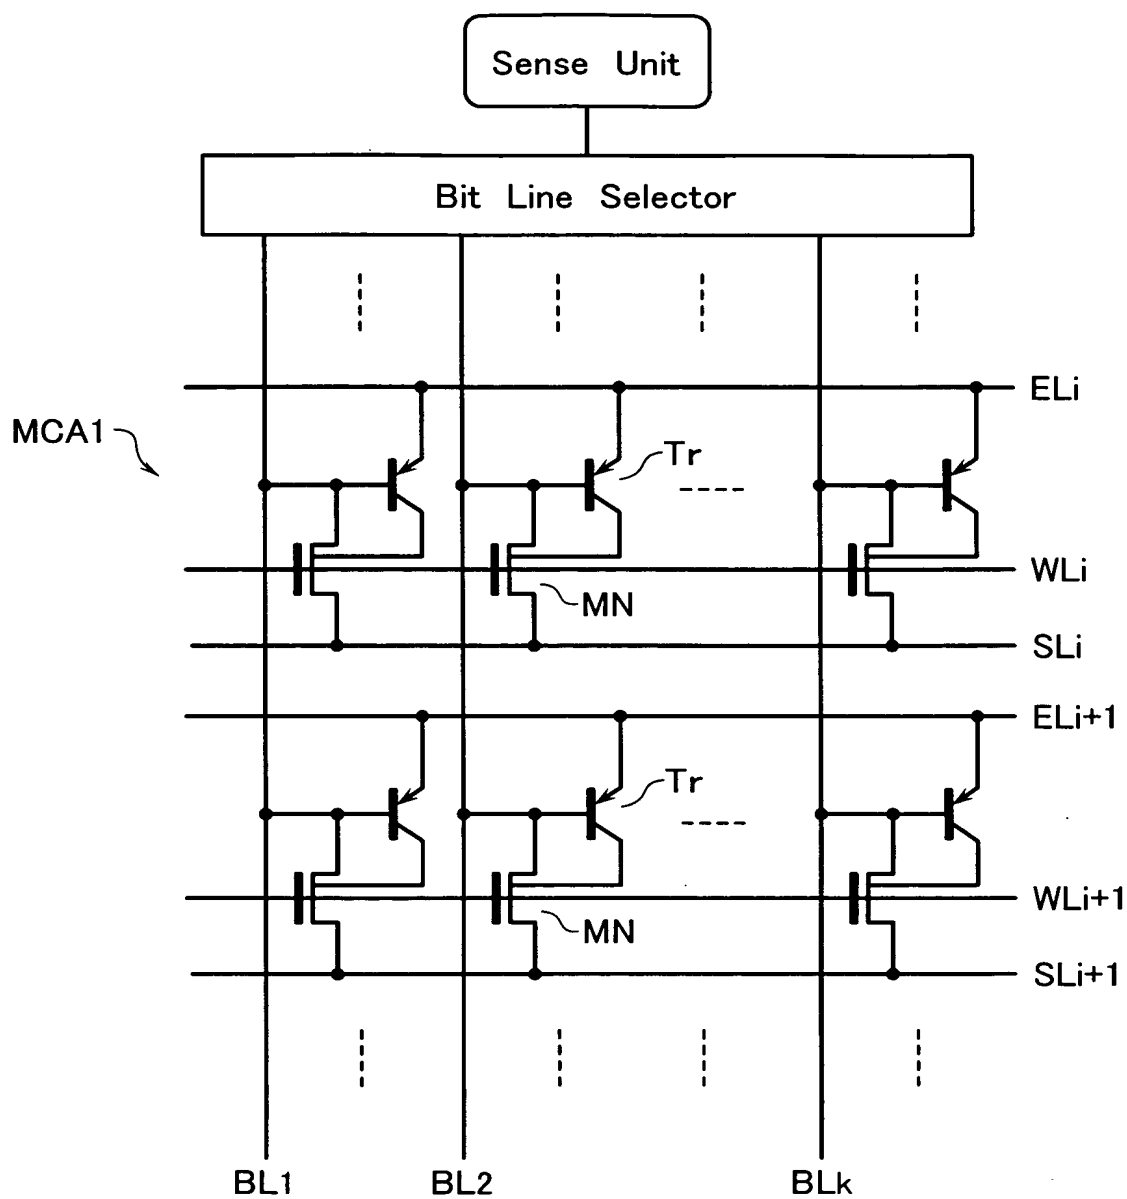 Sense Unit
Bit Line Selector
ELi
MCA1
Tr
WLi
MN
SLi
ELi+1
Tr
WLi+1
MN
SLi+1
BL1 BL2 BLk